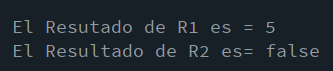 El Resutado de R1 es = 5
El Resultado de R2 es= false